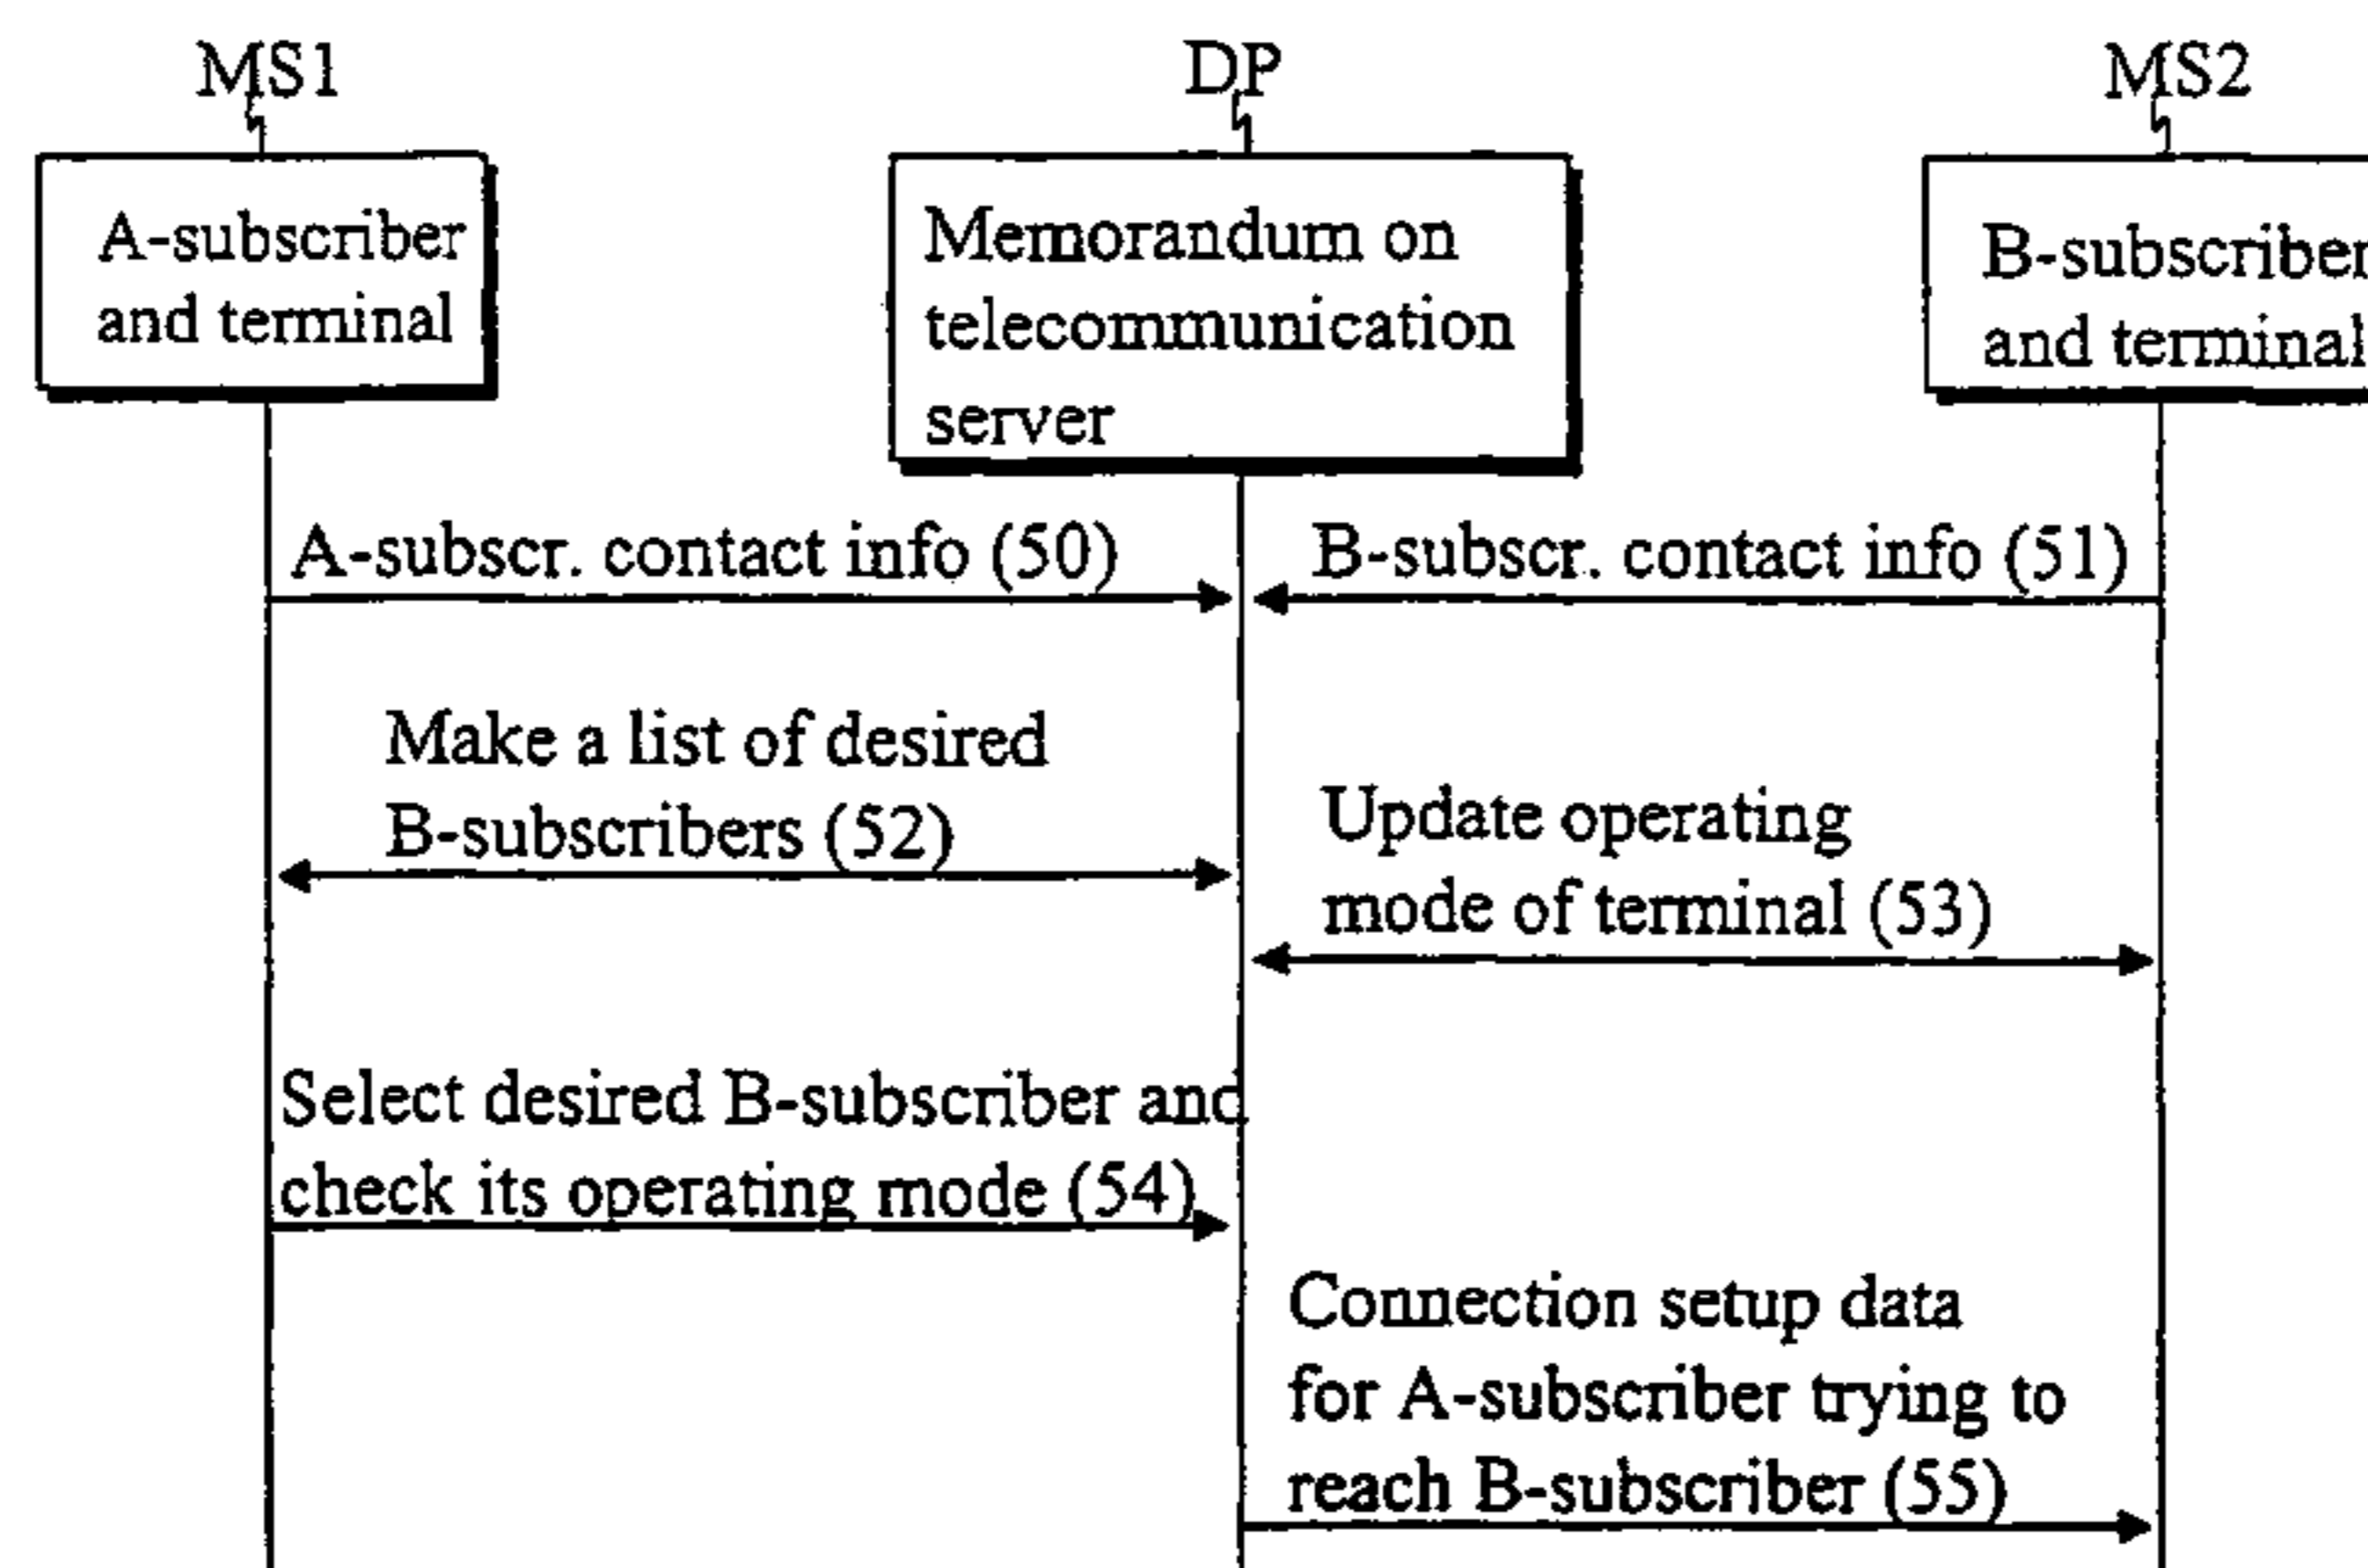 MS1
DP
MS2
A-subscriber
and terminal
Memorandum on
telecommunication
server
B-subscriber
and terminal
A-subscr. contact info (50)
B-subscr. contact info (51)
Make a list of desired
B-subscribers (52)
Update operating
mode of terminal (53)
Select desired B-subscriber and
check its operating mode (54)
Connection setup data
for A-subscriber trying to
reach B-subscriber (55)